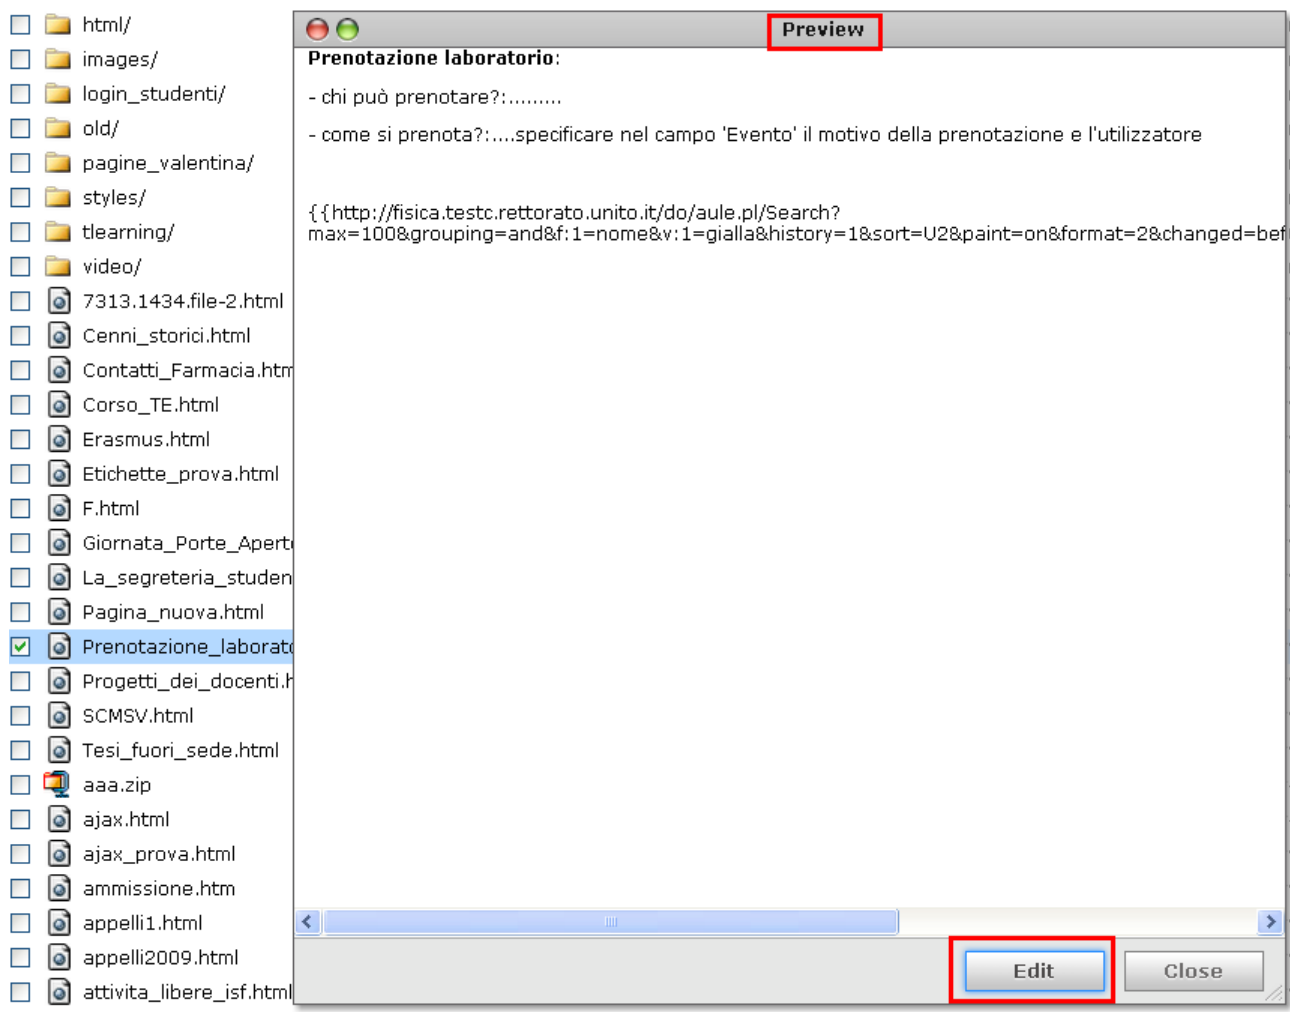 html/
images/
login_studenti/
old/
pagine_valentina/
styles/
tlearning/
video/
7313.1434.file-2.html
Cenni_storici.html
Contatti_Farmacia.htm
Corso_TE.html
Erasmus.html
Etichette_prova.html
F.html
Giornata_Porte_Aperte
La_segreteria_studen
Pagina_nuova.html
Prenotazione_laborato
Progetti_dei_docenti.h
SCMSV.html
Tesi_fuori_sede.html
aaa.zip
ajax.html
ajax_prova.html
ammissione.htm
appelli1.html
appelli2009.html
attivita_libere_isf.html
Preview
Prenotazione laboratorio:
- chi può prenotare?:.........
- come si prenota?:....specificare nel campo 'Evento' il motivo della prenotazione e l'utilizzatore
{{http://fisica.testc.rettorato.unito.it/do/aule.pl/Search?
max=100&grouping=and&f:1=nome&v:1=gialla&history=1&sort=U2&paint=on&format=2&changed=bef
Edit
Close